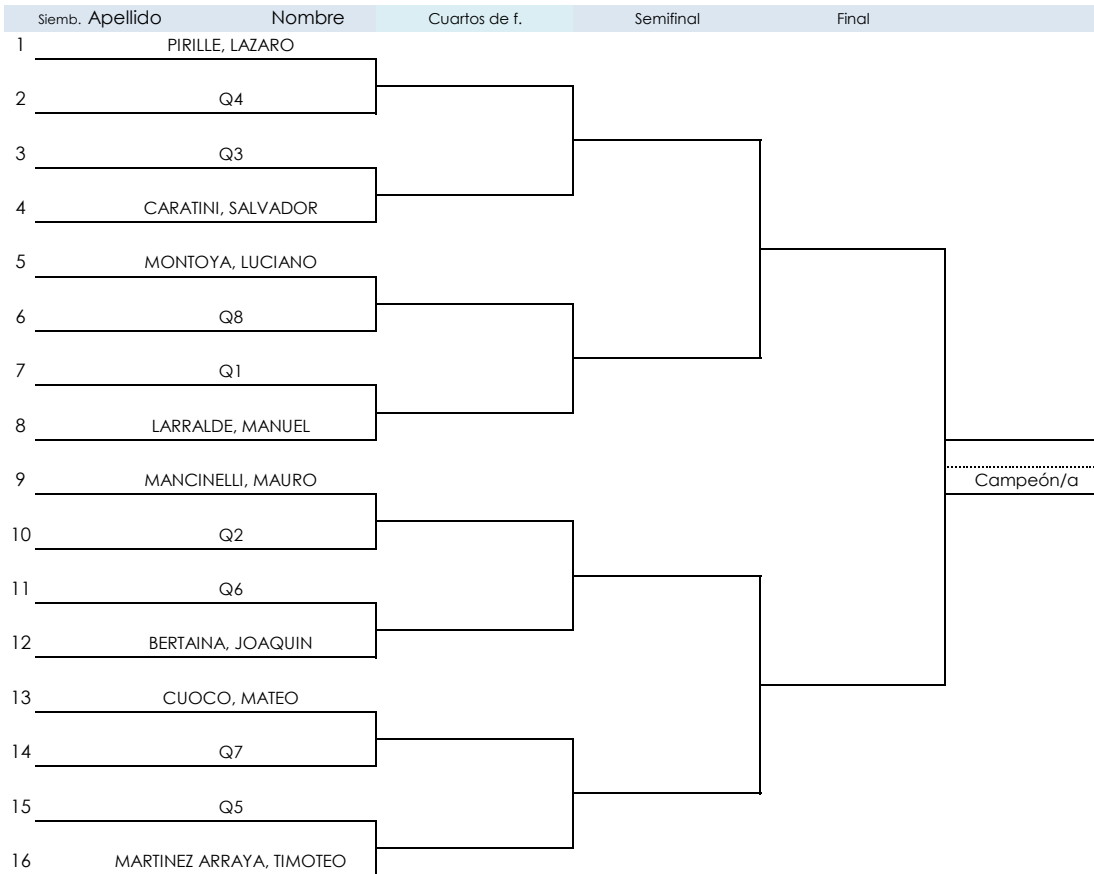 Siemb. Apellido Nombre Cuartos de f. Semifinal Final
1 PIRILLE, LAZARO
2 Q4
3 Q3
4 CARATINI, SALVADOR
5 MONTOYA, LUCIANO
6 Q8
7 Q1
8 LARRALDE, MANUEL
9 MANCINELLI, MAURO
Campeón/a
10 Q2
11 Q6
12 BERTAINA, JOAQUIN
13 CUOCO, MATEO
14 Q7
15 Q5
16 MARTINEZ ARRAYA, TIMOTEO